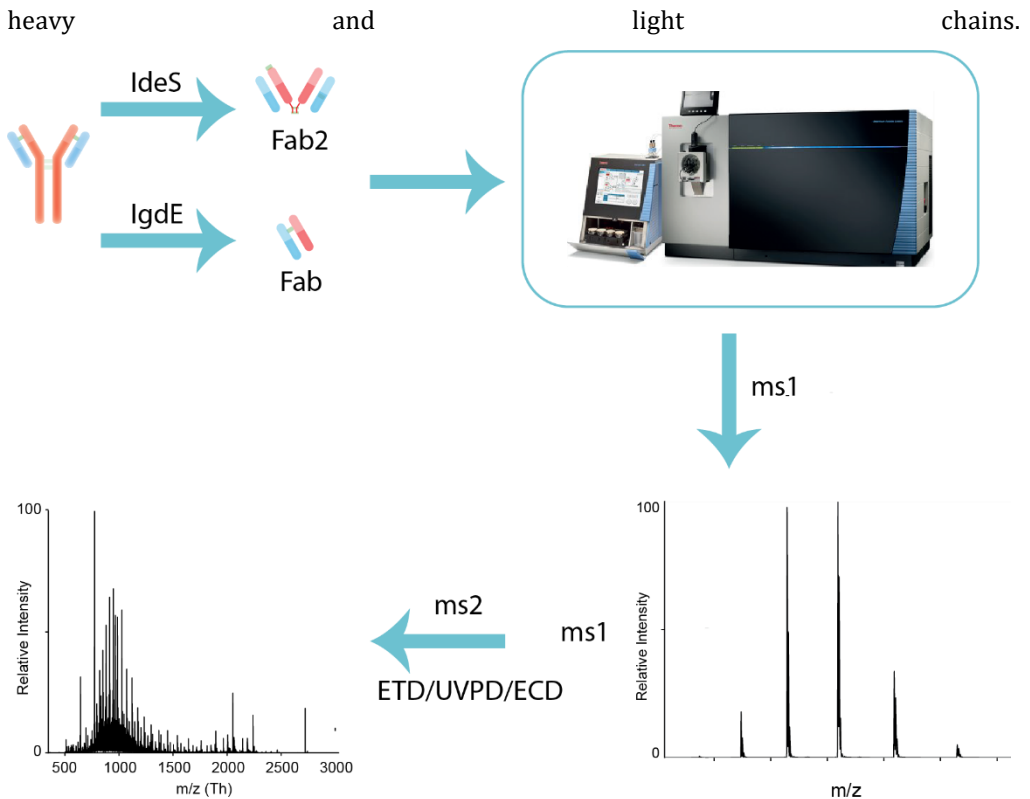 heavy and light chains.
IdeS
Fab2
IgdE
Fab
Thermo
ms1
100
Relative Intensity
0
500 1000 1500 2000 2500 3000
m/z (Th)
ms2
ms1
ETD/UVPD/ECD
100
Relative Intensity
0
m/z